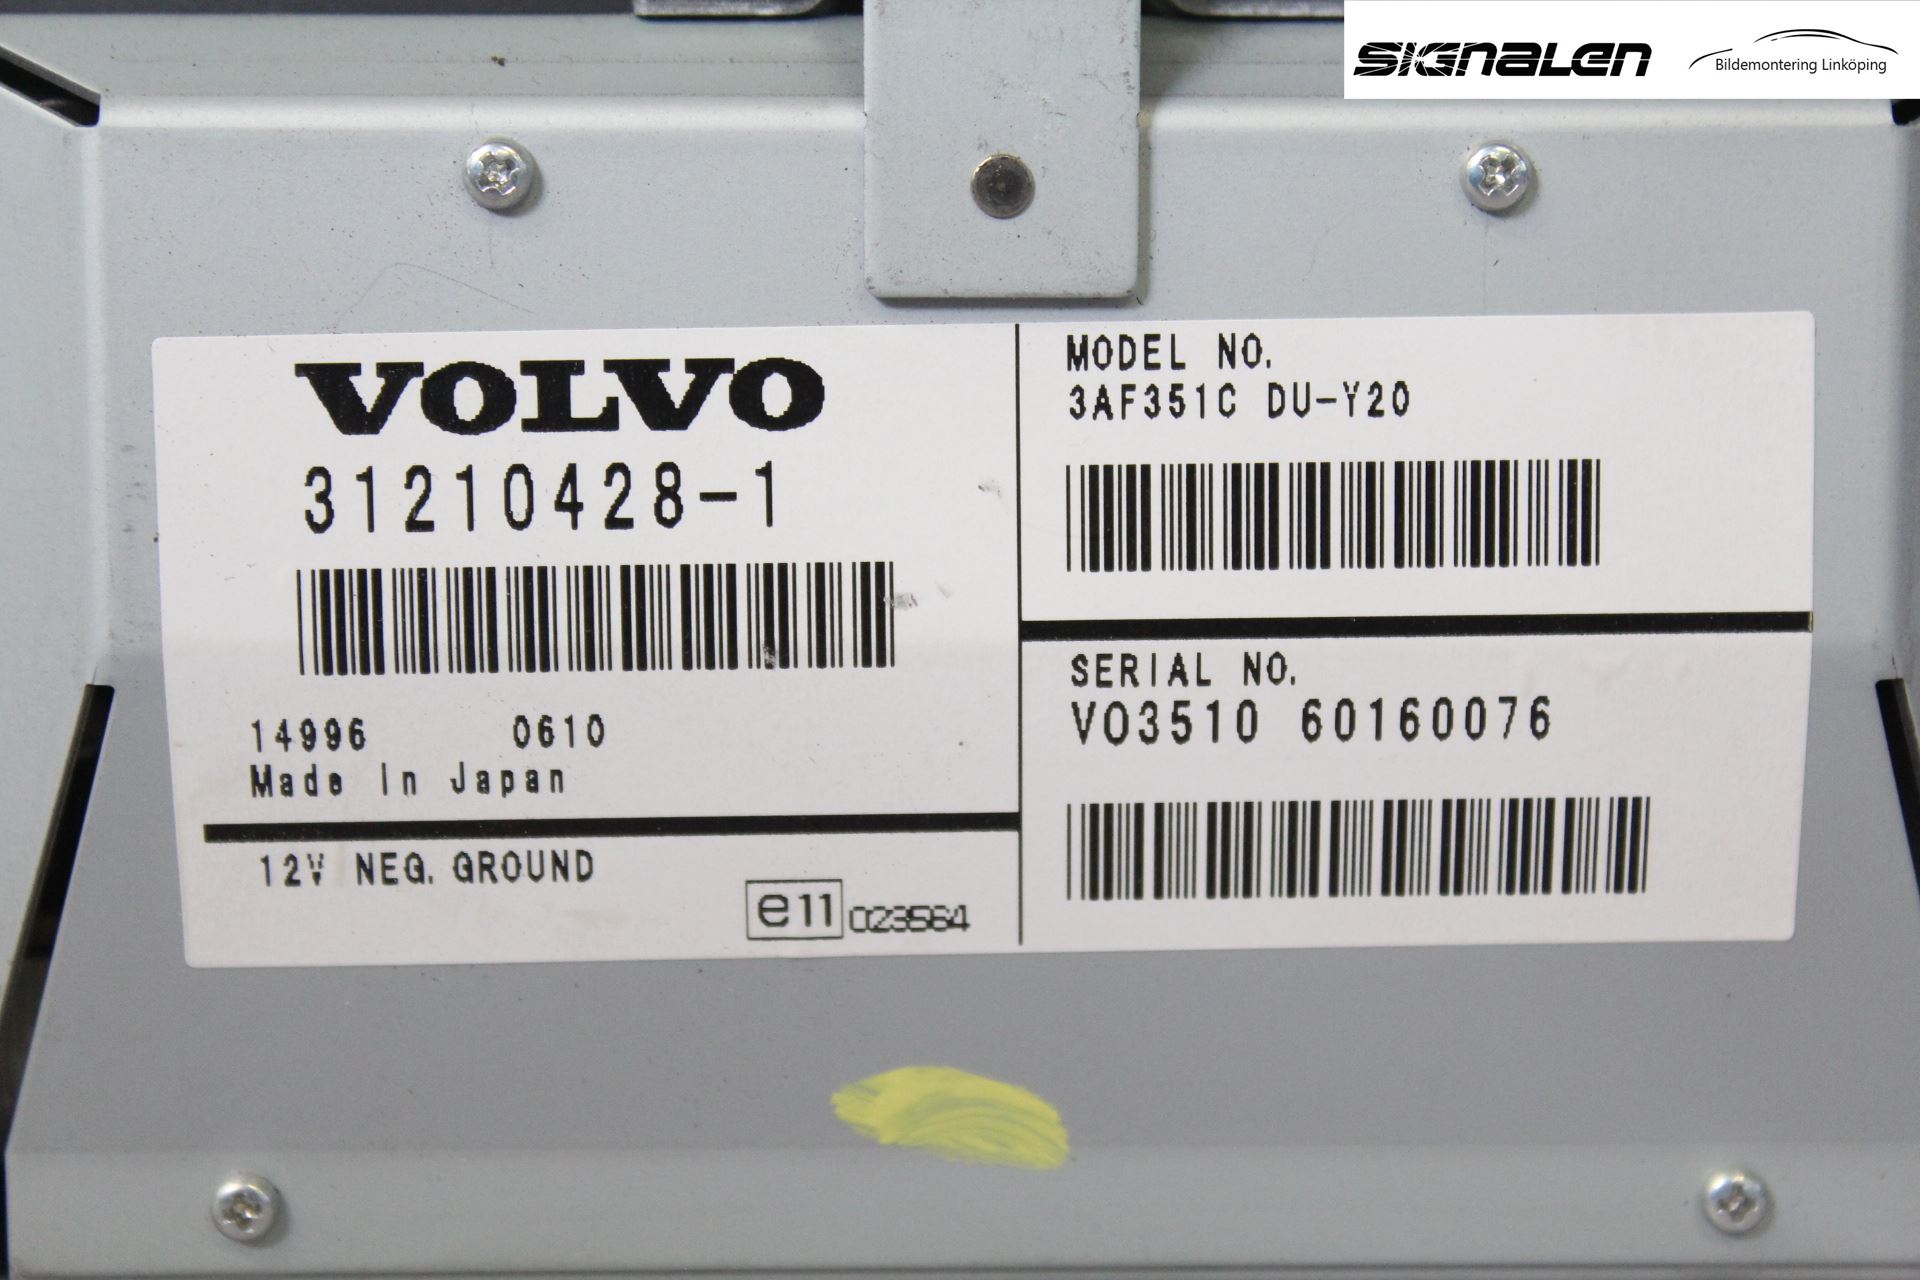 SIGNALEN
Bildemontering Linköping
VOLVO
31210428-1
14996 0610
Made In Japan
12V NEG. GROUND
e11 023564
MODEL NO.
3AF351C DU-Y20
SERIAL NO.
VO3510 60160076